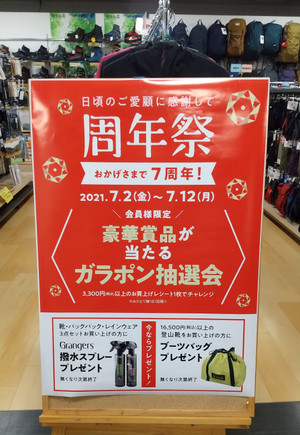 日頃のご愛顧に感謝して
周年祭
おかげさまで 7周年!
2021.7.2(金)～7.12(月)
会員様限定
豪華賞品が
当たる
ガラポン抽選会
3,300円(税込)以上のお買上げレシート1枚でチャレンジ
靴・バックパック・レインウェア
3点セットお買い上げの方に
Grangers
撥水スプレー
プレゼント
無くなり次第終了
今ならプレゼント!
16,500円(税込)以上の
登山靴をお買い上げの方に
ブーツバッグ
プレゼント
無くなり次第終了